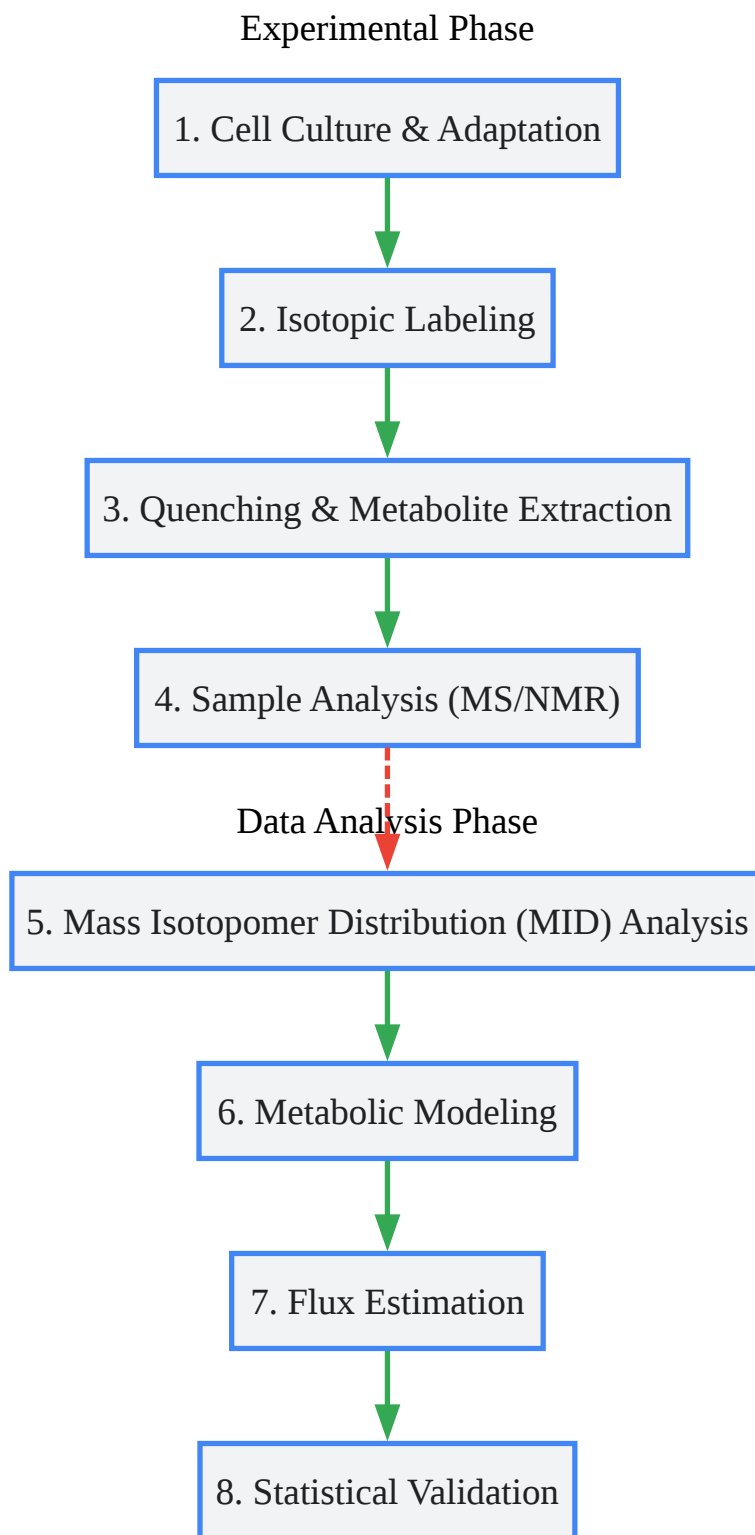 Experimental Phase
1. Cell Culture & Adaptation
2. Isotopic Labeling
3. Quenching & Metabolite Extraction
4. Sample Analysis (MS/NMR)
Data Analysis Phase
5. Mass Isotopomer Distribution (MID) Analysis
6. Metabolic Modeling
7. Flux Estimation
8. Statistical Validation